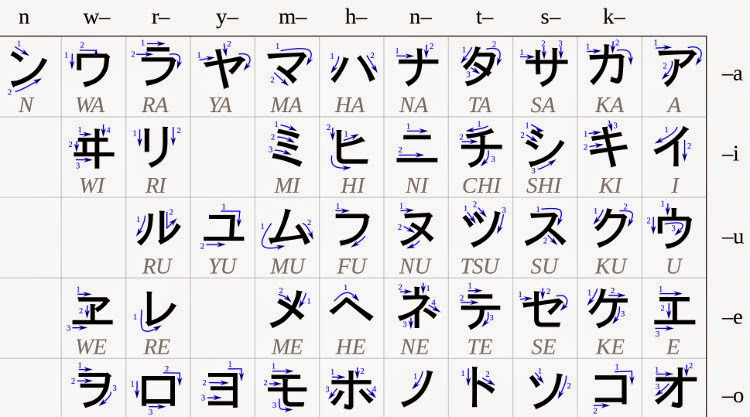 n w– r– y– m– h– n– t– s– k–
ン ワ ラ ヤ マ ハ ナ タ サ カ ア –a
N WA RA YA MA HA NA TA SA KA A
ヰ リ ミ ヒ ニ チ シ キ イ –i
WI RI MI HI NI CHI SHI KI I
ル ユ ム フ ヌ ツ ス ク ウ –u
RU YU MU FU NU TSU SU KU U
ヱ レ メ ヘ ネ テ セ ケ エ –e
WE RE ME HE NE TE SE KE E
ヲ ロ ヨ モ ホ ノ ト ソ コ オ –o